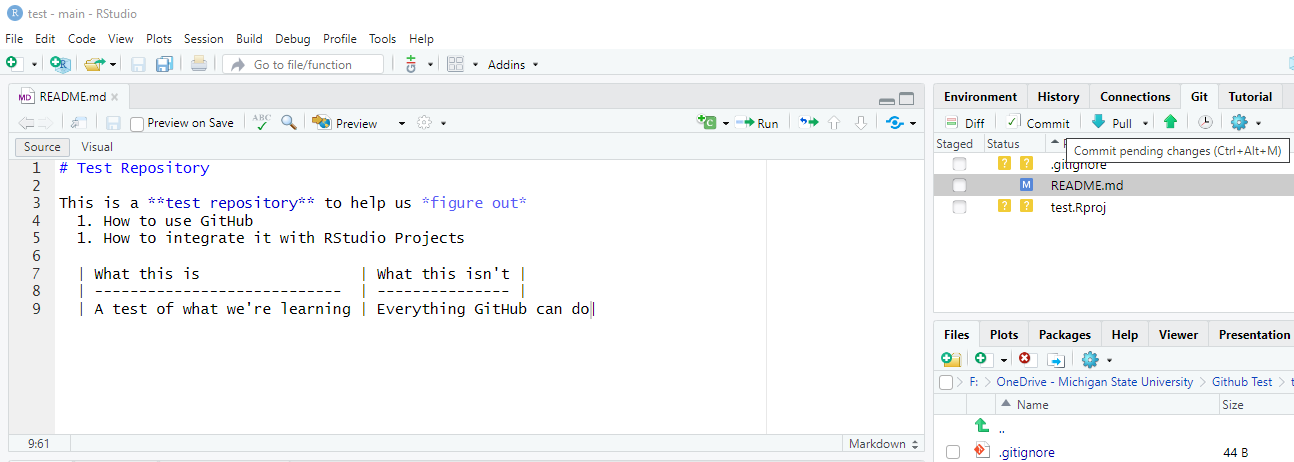 test - main - RStudio
File Edit Code View Plots Session Build Debug Profile Tools Help
Go to file/function Addins
README.md
Preview on Save ABC Preview Run
Source Visual
1 # Test Repository
2
3 This is a **test repository** to help us *figure out*
4 1. How to use GitHub
5 1. How to integrate it with RStudio Projects
6
7 | What this is | What this isn't |
8 | ---------------------------- | --------------- |
9 | A test of what we're learning | Everything GitHub can do|
9:61 Markdown
Environment History Connections Git Tutorial
Diff Commit Pull
Staged Status
Commit pending changes (Ctrl+Alt+M)
? ? .gitignore
M README.md
? ? test.Rproj
Files Plots Packages Help Viewer Presentation
F: OneDrive - Michigan State University Github Test
Name Size
..
.gitignore 44 B